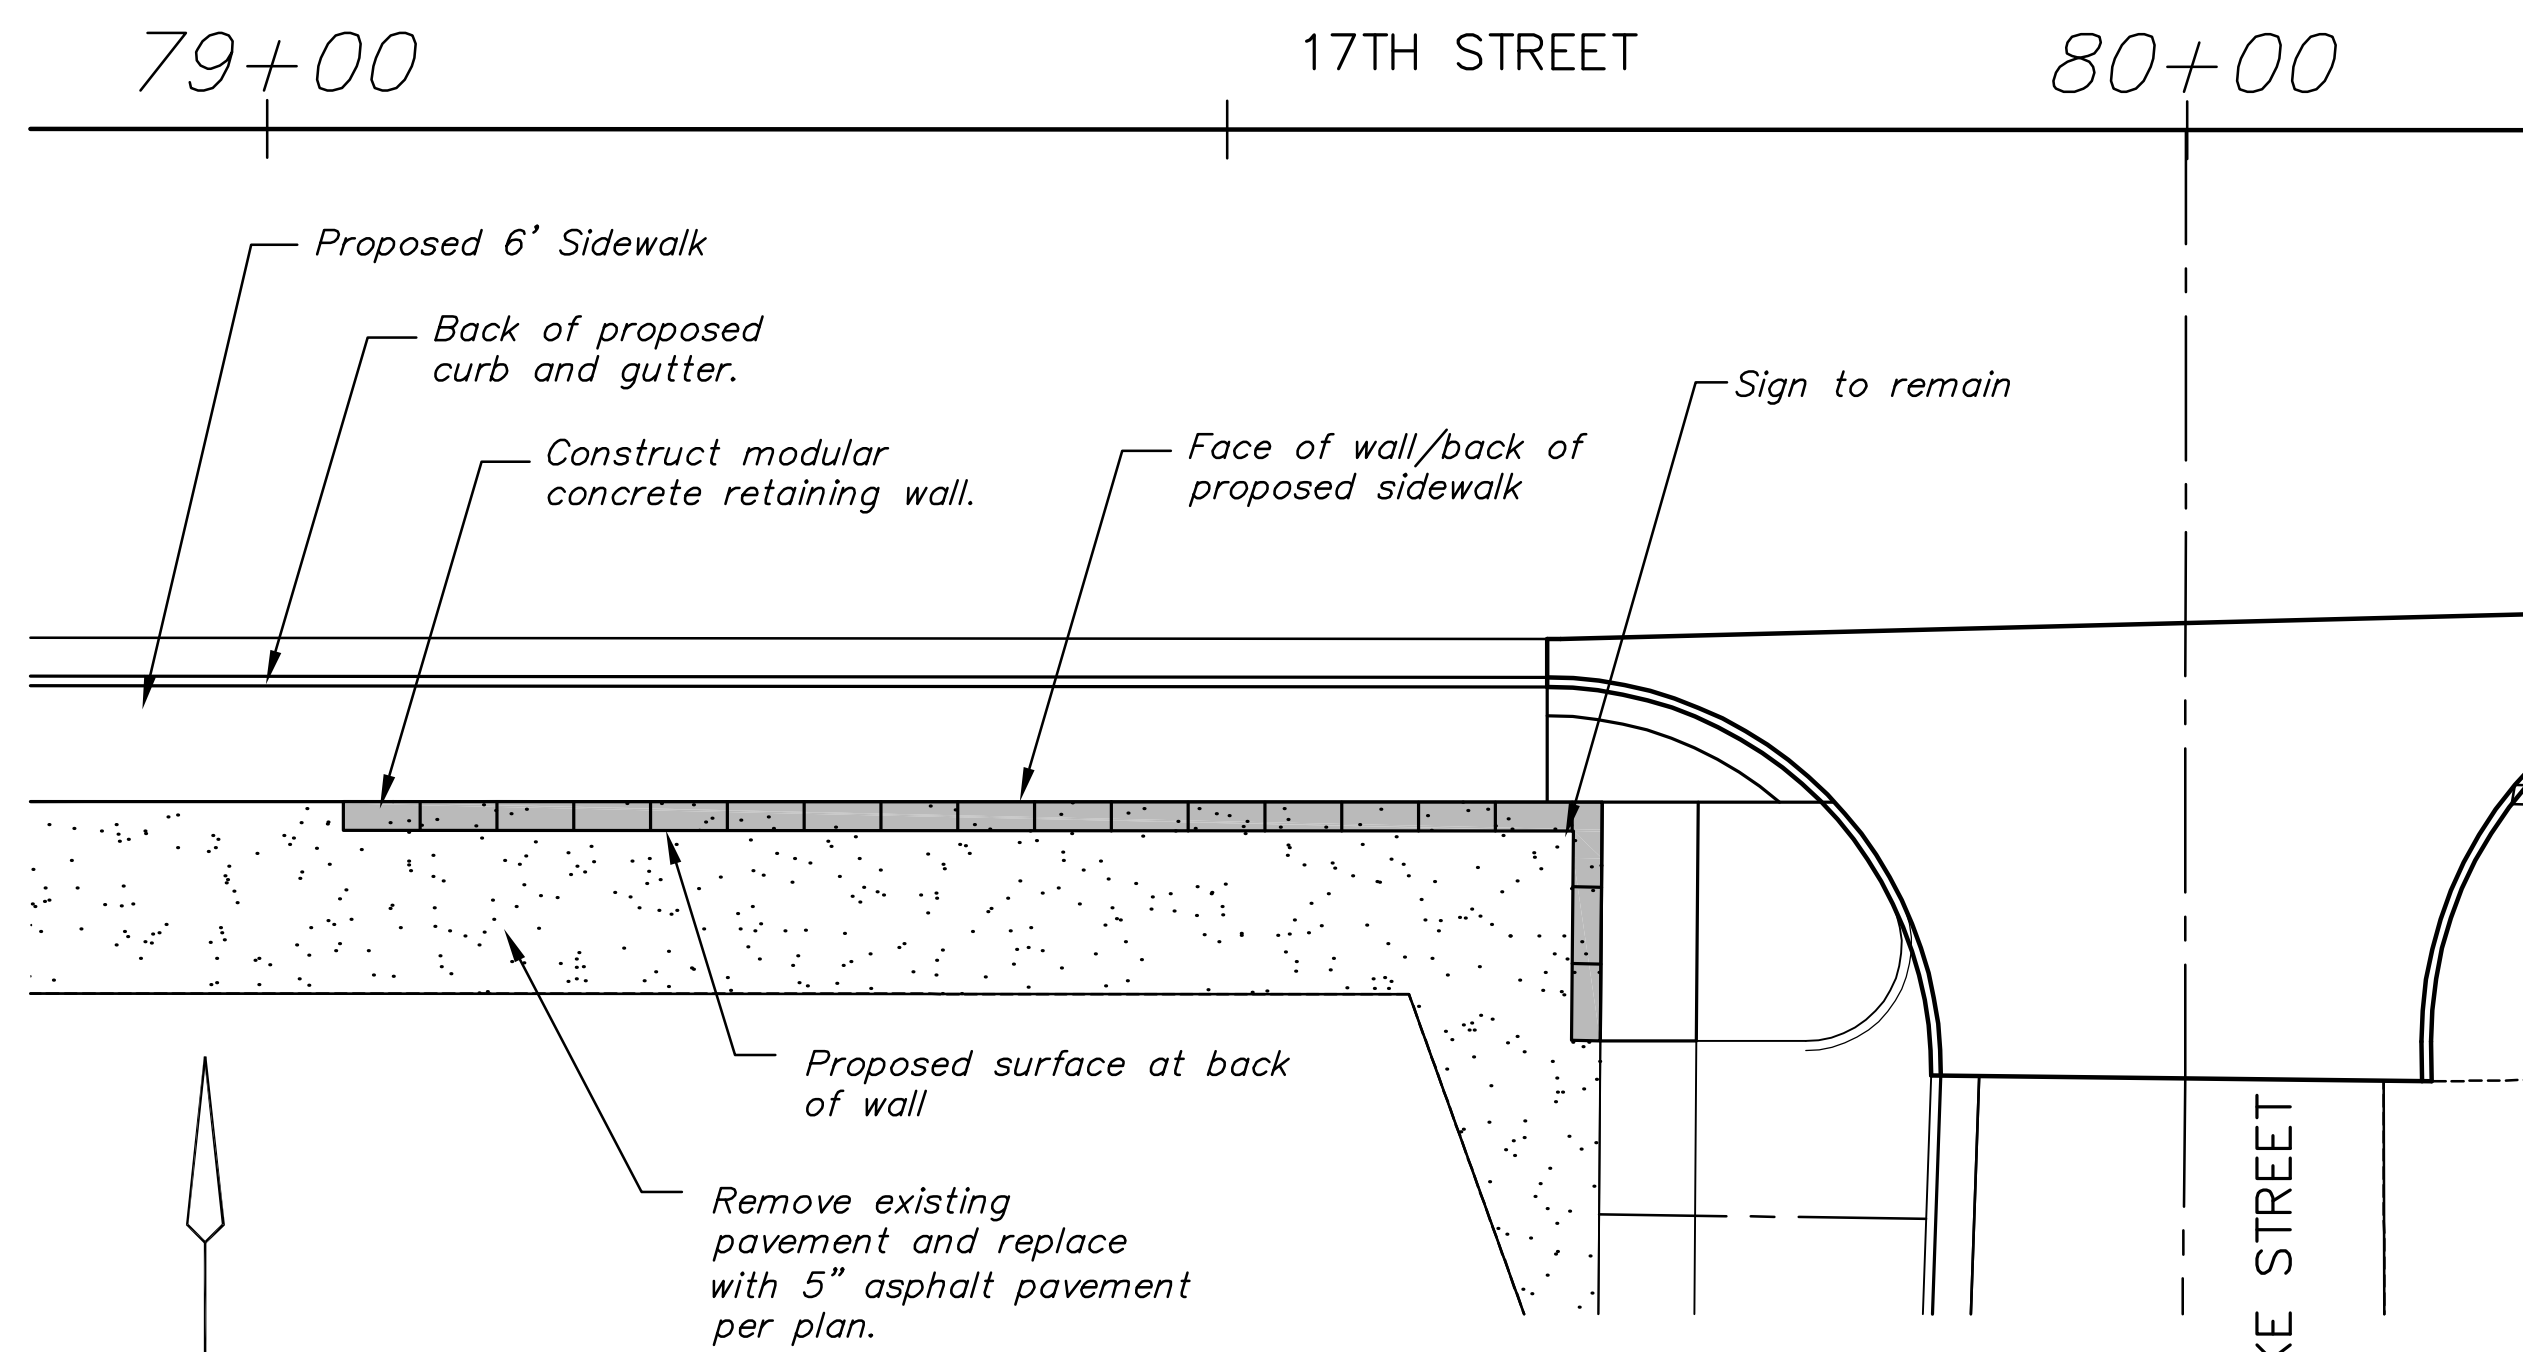 79+00
17TH STREET
80+00
Proposed 6' Sidewalk
Back of proposed
curb and gutter.
Sign to remain
Construct modular
concrete retaining wall.
Face of wall/back of
proposed sidewalk
Proposed surface at back
of wall
Remove existing
pavement and replace
with 5" asphalt pavement
per plan.
STREET